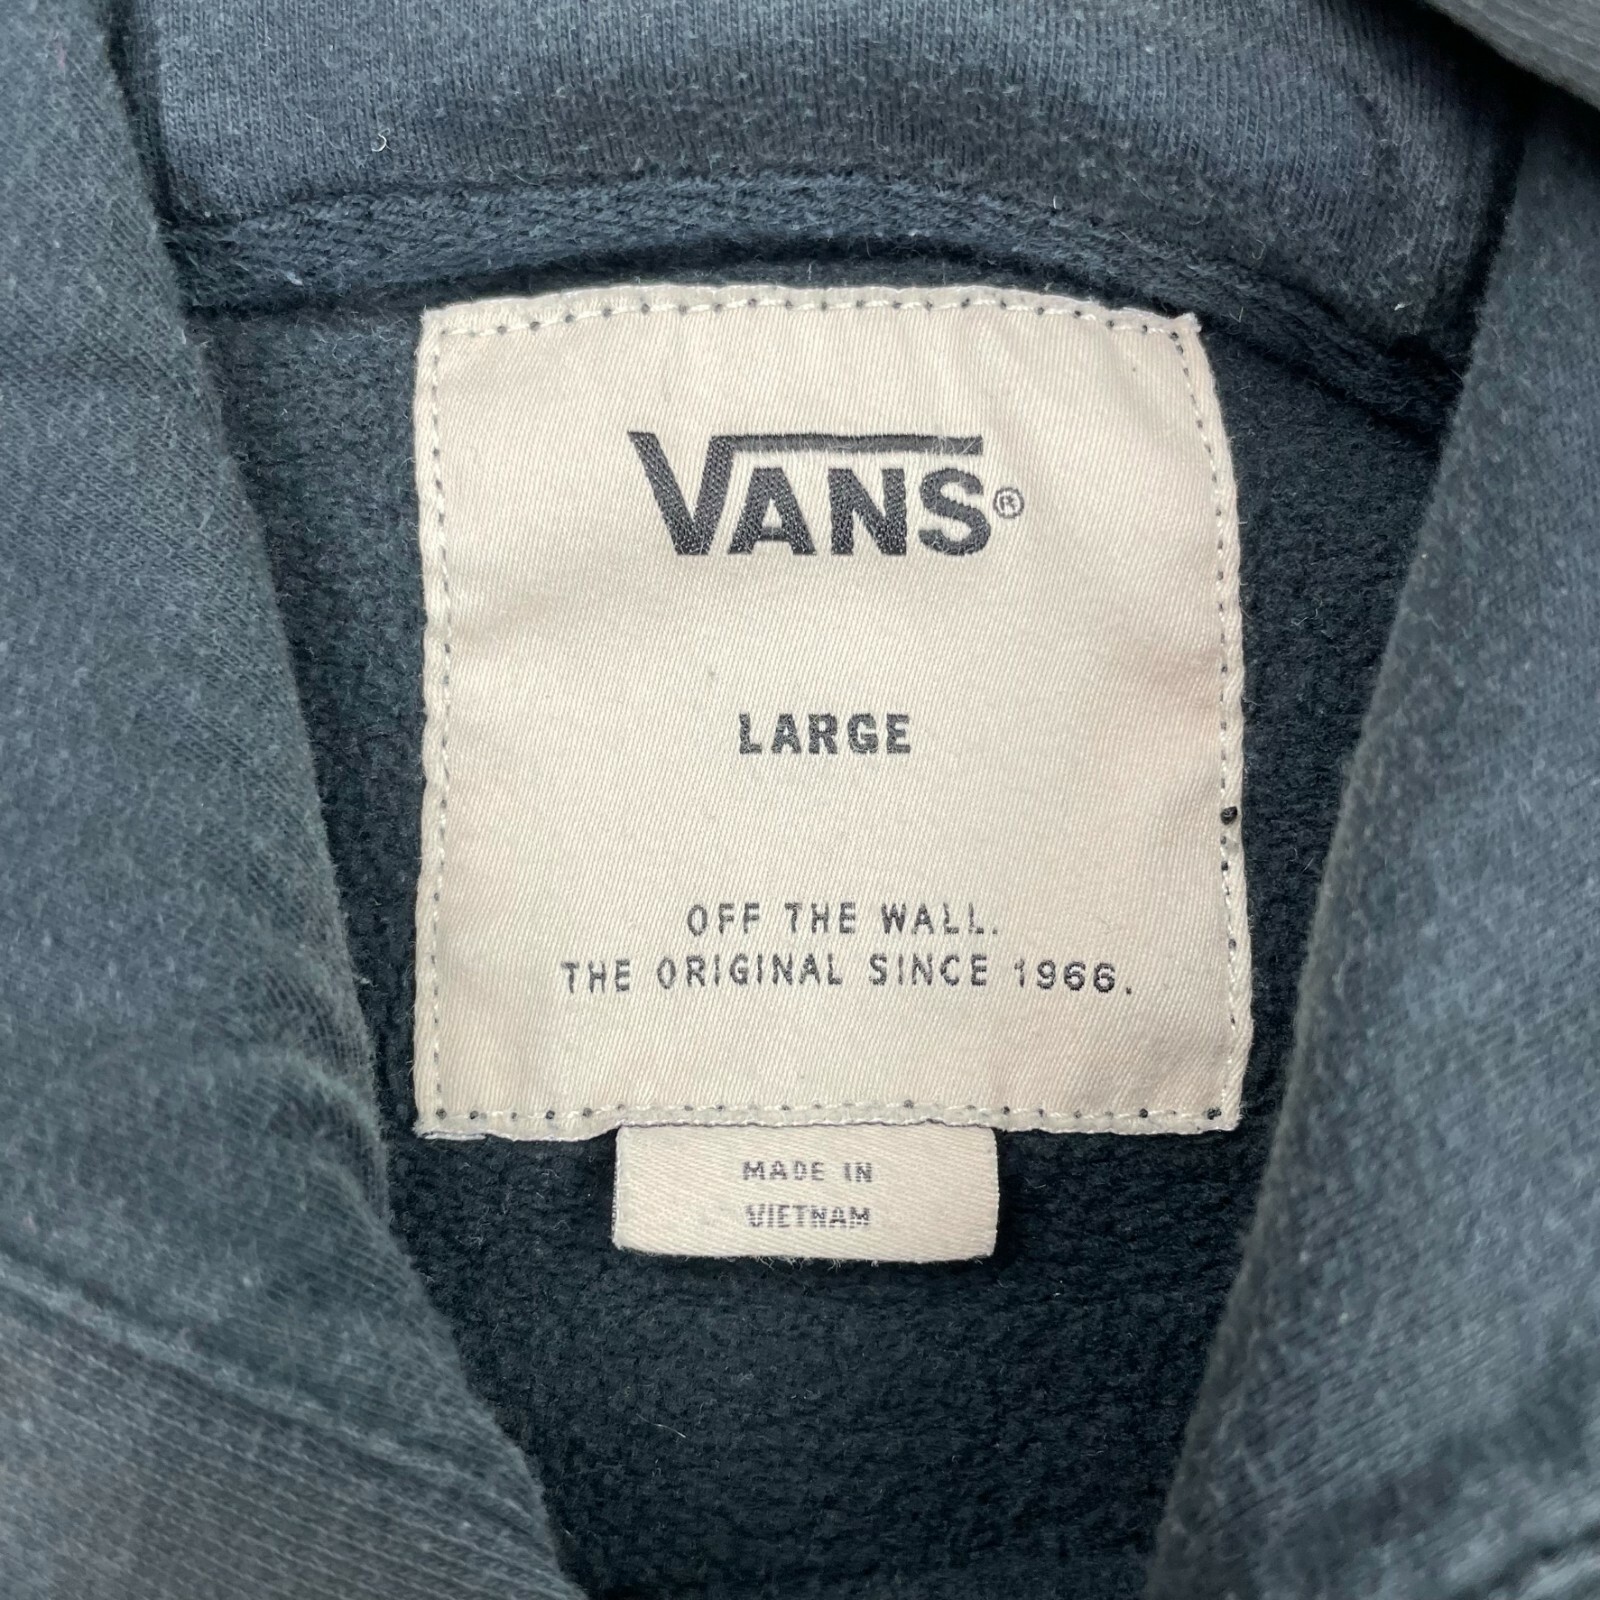 VANS®
LARGE
OFF THE WALL.
THE ORIGINAL SINCE 1966.
MADE IN
VIETNAM